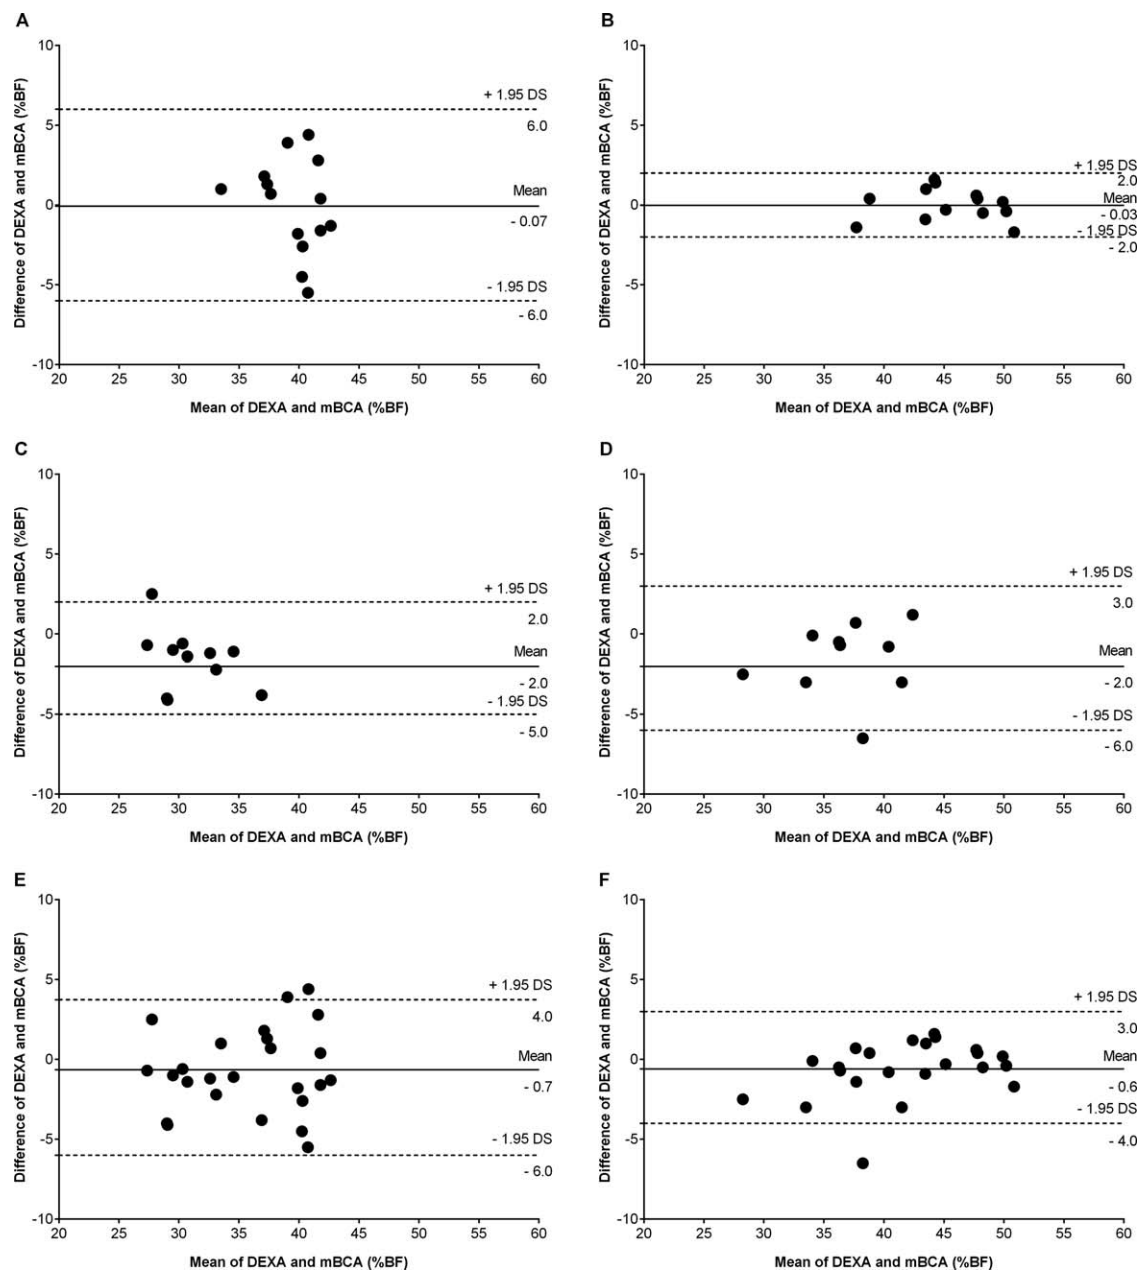 A
Difference of DEXA and mBCA (%BF)
10
5
0
-5
-10
+ 1.95 DS
6.0
Mean
- 0.07
- 1.95 DS
- 6.0
20 25 30 35 40 45 50 55 60
Mean of DEXA and mBCA (%BF)
B
Difference of DEXA and mBCA (%BF)
10
5
0
-5
-10
+ 1.95 DS
2.0
Mean
- 0.03
- 1.95 DS
- 2.0
20 25 30 35 40 45 50 55 60
Mean of DEXA and mBCA (%BF)
C
Difference of DEXA and mBCA (%BF)
10
5
0
-5
-10
+ 1.95 DS
2.0
Mean
- 2.0
- 1.95 DS
- 5.0
20 25 30 35 40 45 50 55 60
Mean of DEXA and mBCA (%BF)
D
Difference of DEXA and mBCA (%BF)
10
5
0
-5
-10
+ 1.95 DS
3.0
Mean
- 2.0
- 1.95 DS
- 6.0
20 25 30 35 40 45 50 55 60
Mean of DEXA and mBCA (%BF)
E
Difference of DEXA and mBCA (%BF)
10
5
0
-5
-10
+ 1.95 DS
4.0
Mean
- 0.7
- 1.95 DS
- 6.0
20 25 30 35 40 45 50 55 60
Mean of DEXA and mBCA (%BF)
F
Difference of DEXA and mBCA (%BF)
10
5
0
-5
-10
+ 1.95 DS
3.0
Mean
- 0.6
- 1.95 DS
- 4.0
20 25 30 35 40 45 50 55 60
Mean of DEXA and mBCA (%BF)